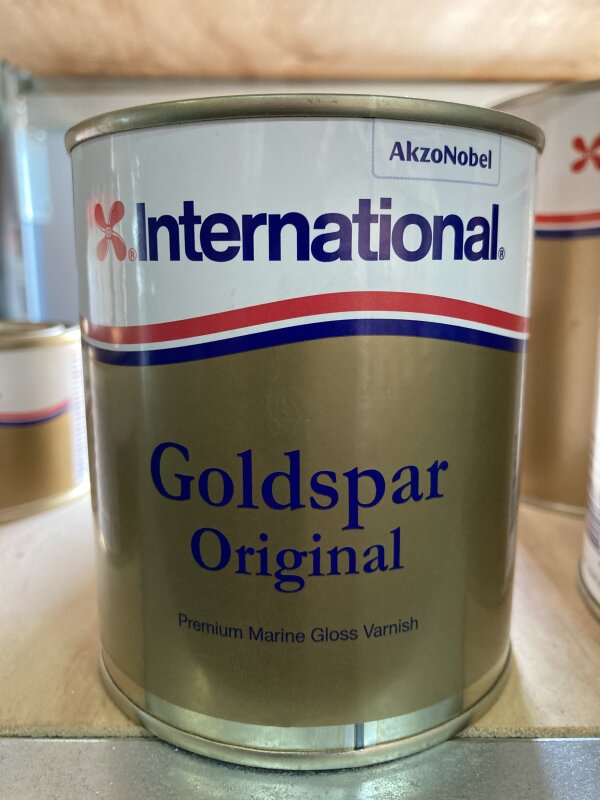 AkzoNobel
International®
Goldspar
Original
Premium Marine Gloss Varnish